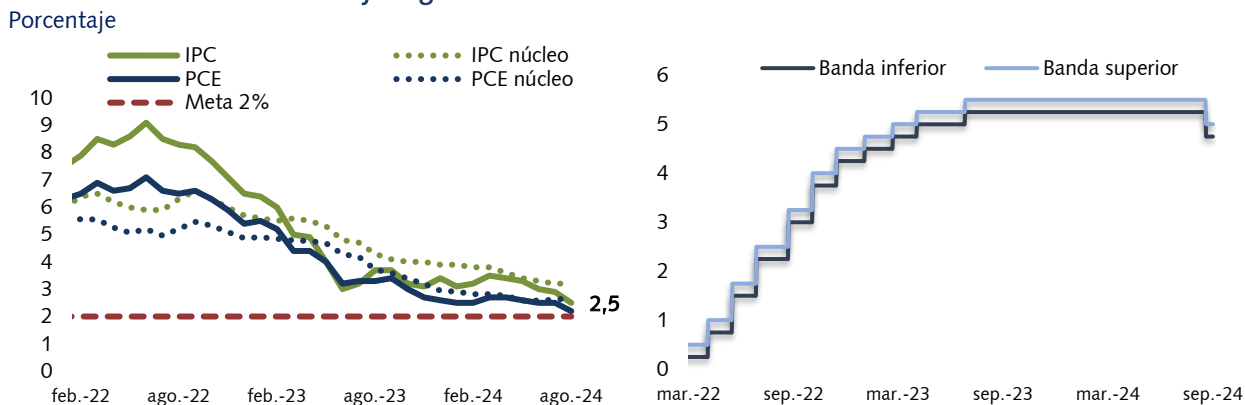 Porcentaje
IPC
IPC núcleo
PCE
PCE núcleo
Meta 2%
10
9
8
7
6
5
4
3
2
1
0
2,5
feb.-22 ago.-22 feb.-23 ago.-23 feb.-24 ago.-24
Banda inferior Banda superior
6
5
4
3
2
1
0
mar.-22 sep.-22 mar.-23 sep.-23 mar.-24 sep.-24